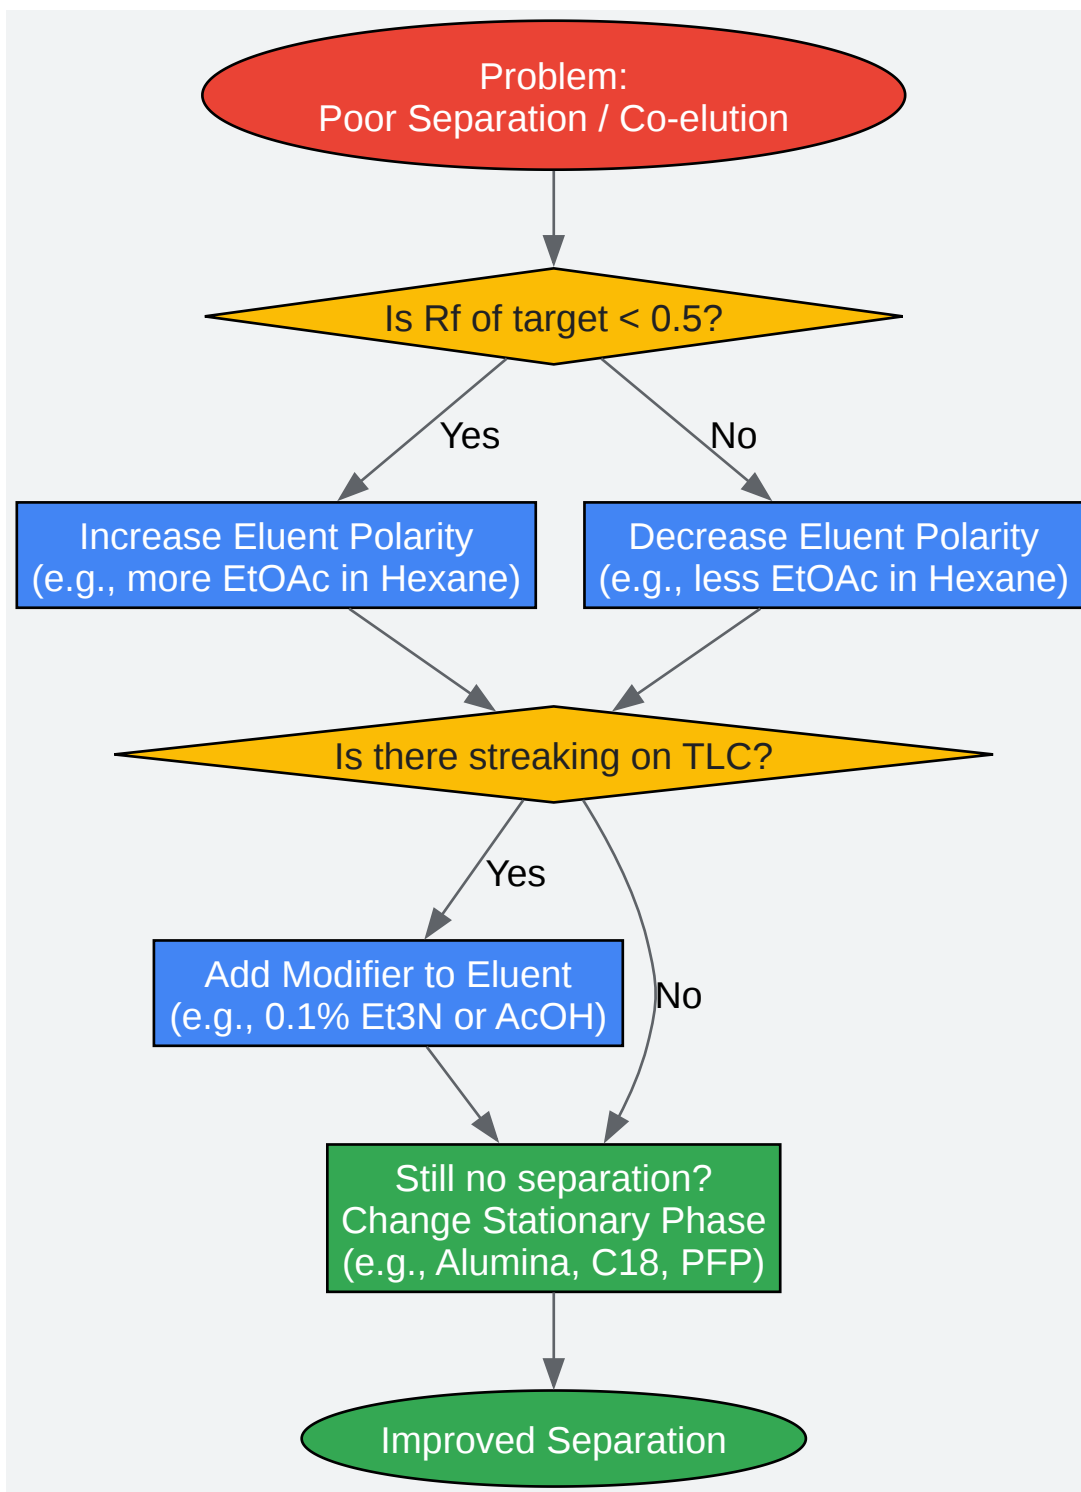 Problem:
Poor Separation / Co-elution
Is Rf of target < 0.5?
Yes
No
Increase Eluent Polarity
(e.g., more EtOAc in Hexane)
Decrease Eluent Polarity
(e.g., less EtOAc in Hexane)
Is there streaking on TLC?
Yes
Add Modifier to Eluent
(e.g., 0.1% Et3N or AcOH)
No
Still no separation?
Change Stationary Phase
(e.g., Alumina, C18, PFP)
Improved Separation